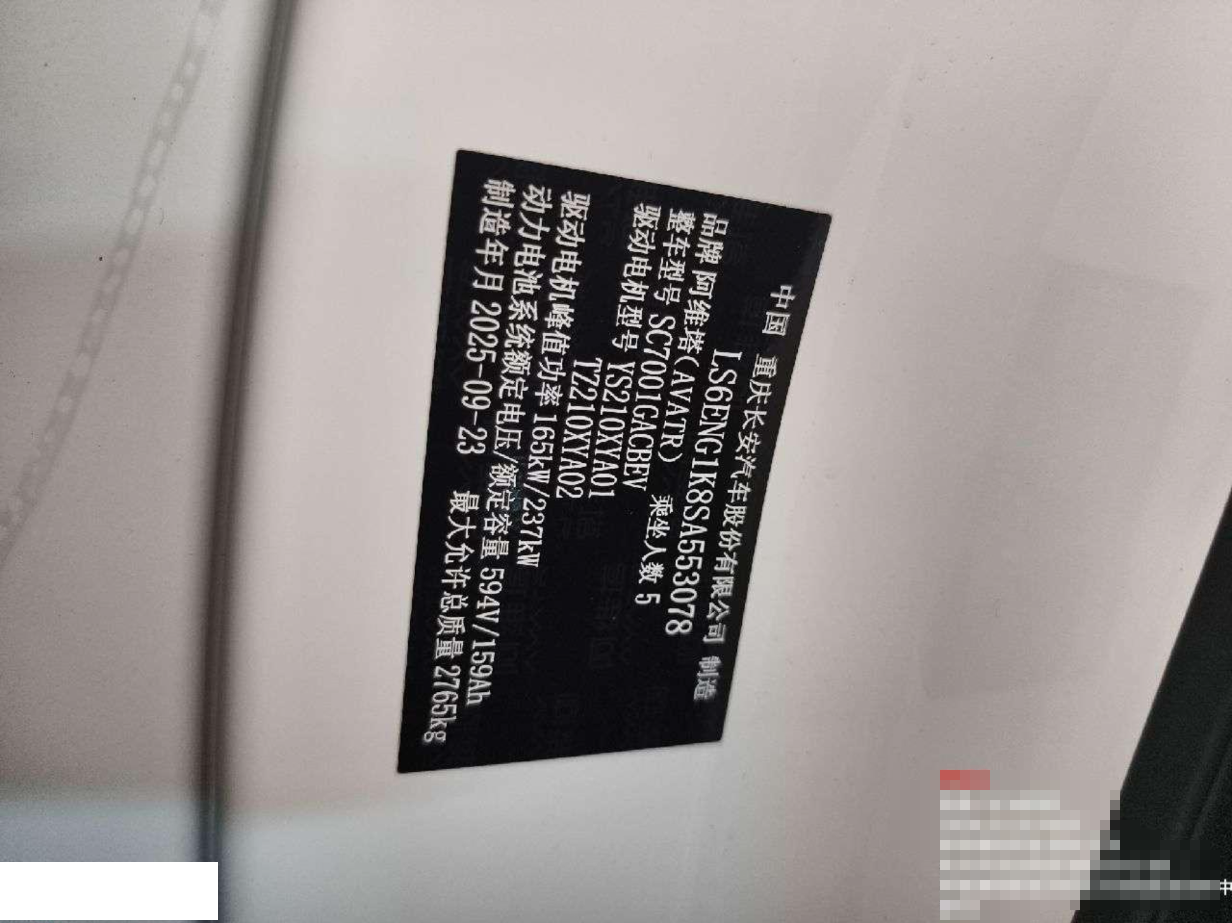 中国 重庆长安汽车股份有限公司 制造
LS6ENG1K8SA553078
品牌 阿维塔(AVATR)
整车型号 SC7001GACBEV 乘坐人数 5
驱动电机型号 YS210XYA01
TZ210XYA02
驱动电机峰值功率 165kW/237kW
动力电池系统额定电压/额定容量 594V/159Ah
制造年月 2025-09-23 最大允许总质量 2765kg
中